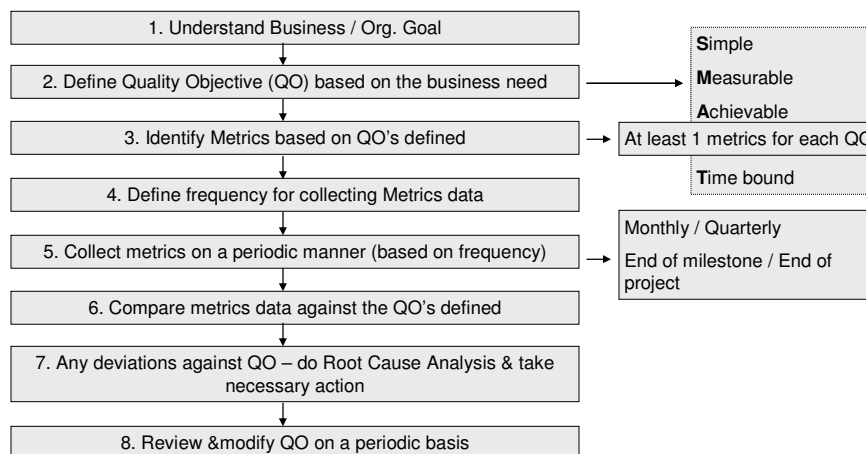 1. Understand Business / Org. Goal
2. Define Quality Objective (QO) based on the business need
3. Identify Metrics based on QO's defined
4. Define frequency for collecting Metrics data
5. Collect metrics on a periodic manner (based on frequency)
6. Compare metrics data against the QO's defined
7. Any deviations against QO – do Root Cause Analysis & take
necessary action
8. Review &modify QO on a periodic basis
Simple
Measurable
Achievable
At least 1 metrics for each QO
Time bound
Monthly / Quarterly
End of milestone / End of
project